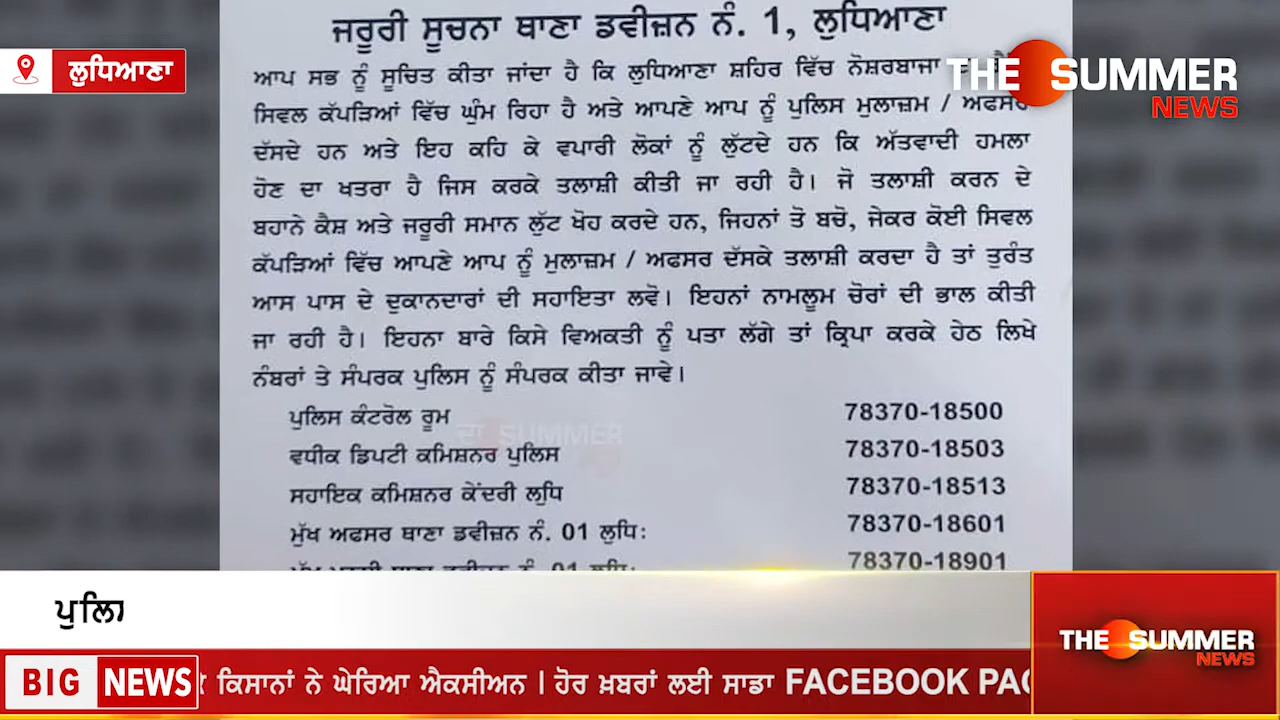 ਜਰੂਰੀ ਸੂਚਨਾ ਥਾਣਾ ਡਵੀਜ਼ਨ ਨੰ. 1, ਲੁਧਿਆਣਾ
ਲੁਧਿਆਣਾ
THE SUMMER
NEWS
ਆਪ ਸਭ ਨੂੰ ਸੂਚਿਤ ਕੀਤਾ ਜਾਂਦਾ ਹੈ ਕਿ ਲੁਧਿਆਣਾ ਸ਼ਹਿਰ ਵਿੱਚ ਨੋਸ਼ਰਬਾਜਾ
ਸਿਵਲ ਕੱਪੜਿਆਂ ਵਿੱਚ ਘੁੰਮ ਰਿਹਾ ਹੈ ਅਤੇ ਆਪਣੇ ਆਪ ਨੂੰ ਪੁਲਿਸ ਮੁਲਾਜ਼ਮ / ਅਫਸਰ
ਦੱਸਦੇ ਹਨ ਅਤੇ ਇਹ ਕਹਿ ਕੇ ਵਪਾਰੀ ਲੋਕਾਂ ਨੂੰ ਲੁੱਟਦੇ ਹਨ ਕਿ ਅੱਤਵਾਦੀ ਹਮਲਾ
ਹੋਣ ਦਾ ਖਤਰਾ ਹੈ ਜਿਸ ਕਰਕੇ ਤਲਾਸ਼ੀ ਕੀਤੀ ਜਾ ਰਹੀ ਹੈ। ਜੋ ਤਲਾਸ਼ੀ ਕਰਨ ਦੇ
ਬਹਾਨੇ ਕੈਸ਼ ਅਤੇ ਜਰੂਰੀ ਸਮਾਨ ਲੁੱਟ ਖੋਹ ਕਰਦੇ ਹਨ, ਜਿਹਨਾਂ ਤੋ ਬਚੋ, ਜੇਕਰ ਕੋਈ ਸਿਵਲ
ਕੱਪੜਿਆਂ ਵਿੱਚ ਆਪਣੇ ਆਪ ਨੂੰ ਮੁਲਾਜ਼ਮ / ਅਫਸਰ ਦੱਸਕੇ ਤਲਾਸ਼ੀ ਕਰਦਾ ਹੈ ਤਾਂ ਤੁਰੰਤ
ਆਸ ਪਾਸ ਦੇ ਦੁਕਾਨਦਾਰਾਂ ਦੀ ਸਹਾਇਤਾ ਲਵੋ। ਇਹਨਾਂ ਨਾਮਲੂਮ ਚੋਰਾਂ ਦੀ ਭਾਲ ਕੀਤੀ
ਜਾ ਰਹੀ ਹੈ। ਇਹਨਾ ਬਾਰੇ ਕਿਸੇ ਵਿਅਕਤੀ ਨੂੰ ਪਤਾ ਲੱਗੇ ਤਾਂ ਕ੍ਰਿਪਾ ਕਰਕੇ ਹੇਠ ਲਿਖੇ
ਨੰਬਰਾਂ ਤੇ ਸੰਪਰਕ ਪੁਲਿਸ ਨੂੰ ਸੰਪਰਕ ਕੀਤਾ ਜਾਵੇ।
ਪੁਲਿਸ ਕੰਟਰੋਲ ਰੂਮ 78370-18500
ਦਾ SUMMER
ਵਧੀਕ ਡਿਪਟੀ ਕਮਿਸ਼ਨਰ ਪੁਲਿਸ 78370-18503
ਸਹਾਇਕ ਕਮਿਸ਼ਨਰ ਕੇਂਦਰੀ ਲੁਧਿ 78370-18513
ਮੁੱਖ ਅਫਸਰ ਥਾਣਾ ਡਵੀਜ਼ਨ ਨੰ. 01 ਲੁਧਿ: 78370-18601
78370-18901
ਪੁਲਿ
THE SUMMER
NEWS
BIG NEWS ਕਿਸਾਨਾਂ ਨੇ ਘੇਰਿਆ ਐਕਸੀਅਨ । ਹੋਰ ਖ਼ਬਰਾਂ ਲਈ ਸਾਡਾ FACEBOOK PAG